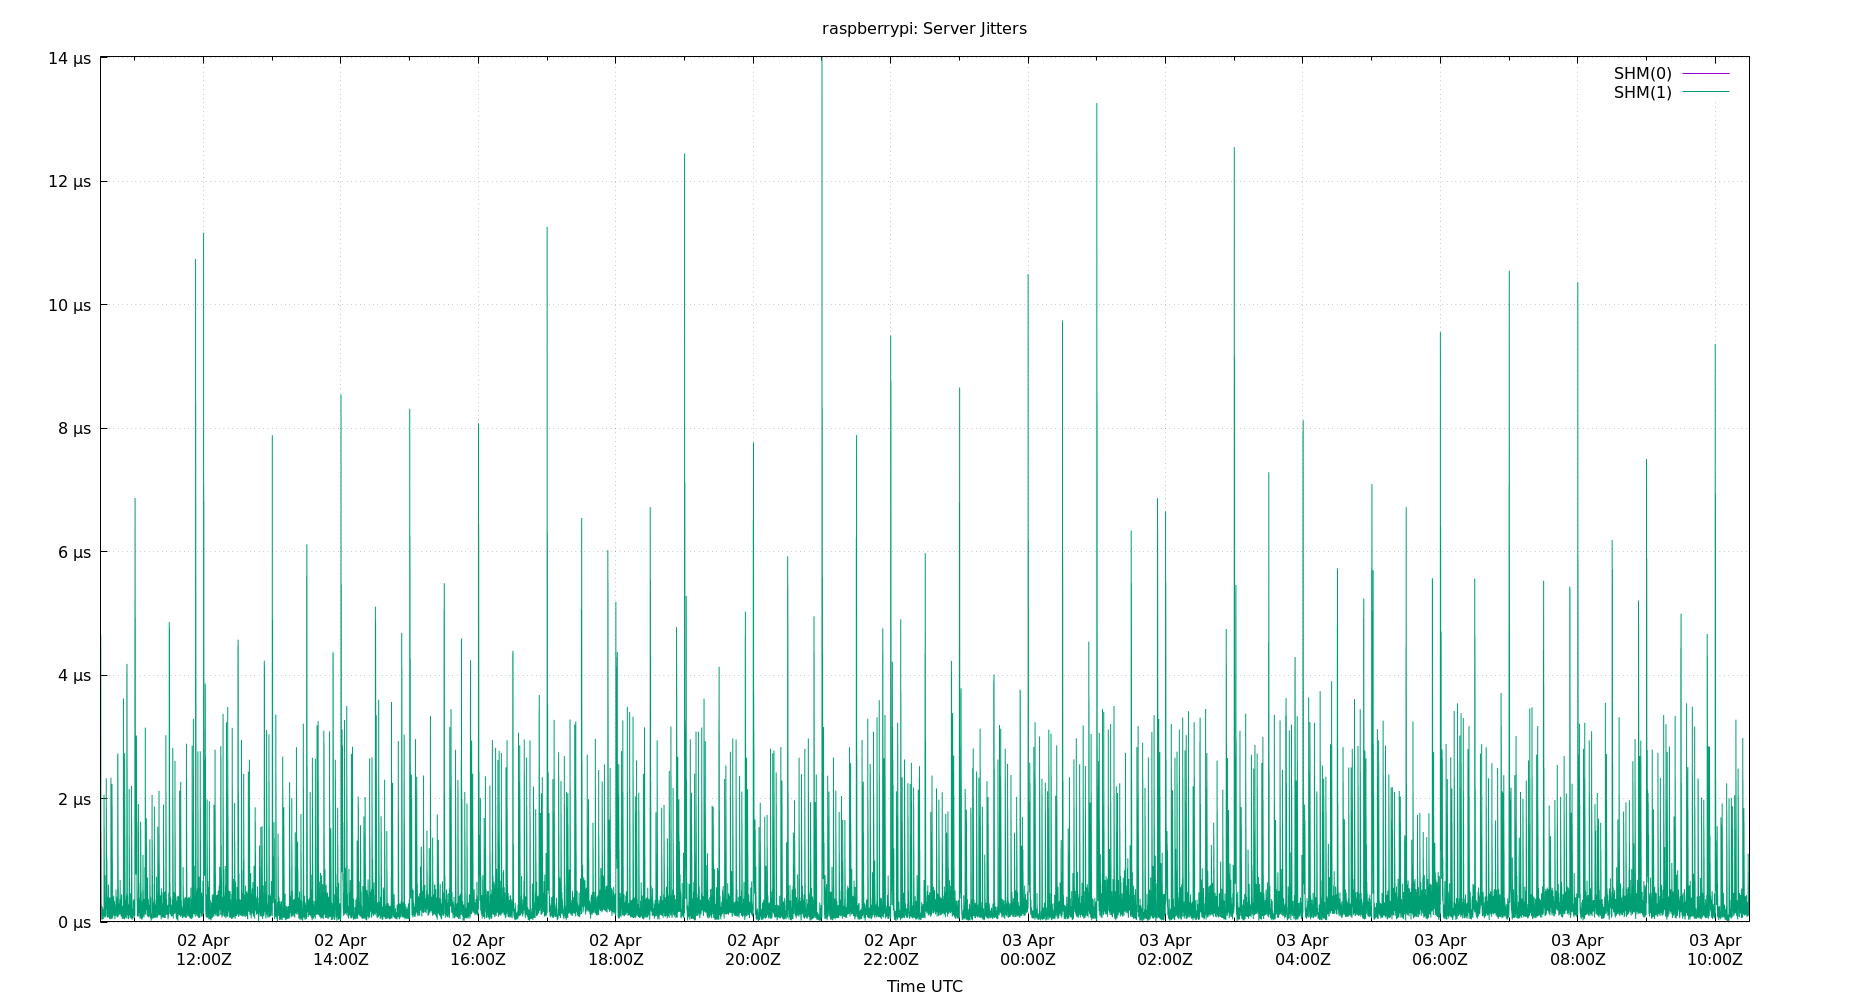 raspberrypi: Server Jitters
14 µs
12 µs
10 µs
8 µs
6 µs
4 µs
2 µs
0 µs
SHM(0)
SHM(1)
02 Apr 02 Apr 02 Apr 02 Apr 02 Apr 02 Apr 03 Apr 03 Apr 03 Apr 03 Apr 03 Apr 03 Apr
12:00Z 14:00Z 16:00Z 18:00Z 20:00Z 22:00Z 00:00Z 02:00Z 04:00Z 06:00Z 08:00Z 10:00Z
Time UTC